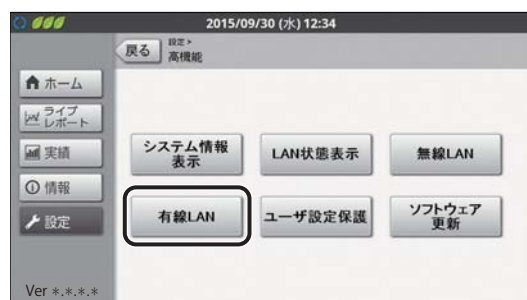 2015/09/30 (水) 12:34
戻る
設定 >
高機能
ホーム
ライブ
レポート
実績
情報
設定
システム情報
表示
LAN状態表示
無線LAN
有線LAN
ユーザ設定保護
ソフトウェア
更新
Ver *.*.*.*